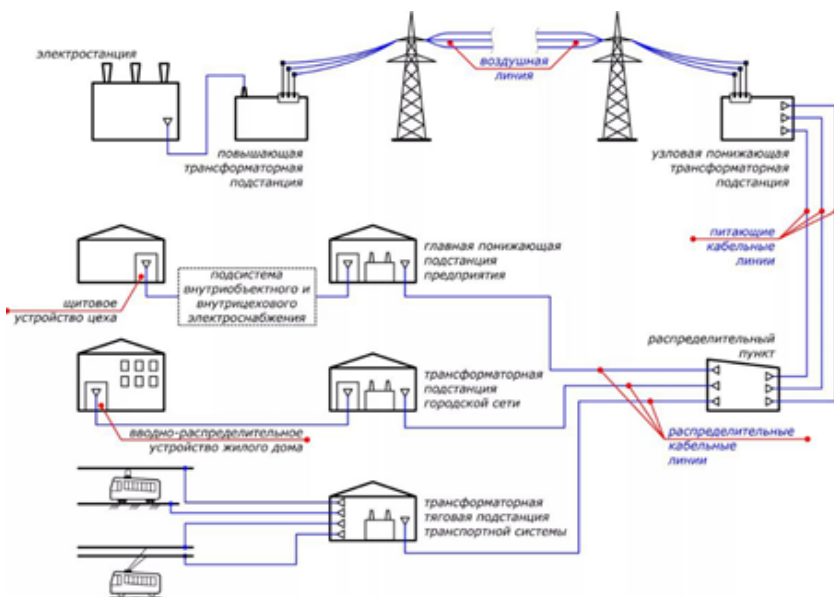 электростанция
воздушная
линия
повышающая
трансформаторная
подстанция
узловая понижающая
трансформаторная
подстанция
питающие
кабельные
линии
главная понижающая
подстанция
предприятия
подсистема
внутриобъектного и
внутрицехового
электроснабжения
щитовое
устройство цеха
распределительный
пункт
трансформаторная
подстанция
городской сети
вводно-распределительное
устройство жилого дома
распределительные
кабельные
линии
трансформаторная
тяговая подстанция
транспортной системы